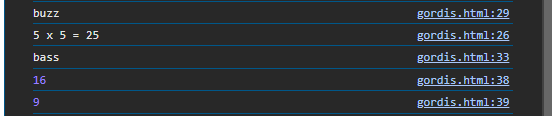 buzz gordis.html:29
5 x 5 = 25 gordis.html:26
bass gordis.html:33
16 gordis.html:38
9 gordis.html:39